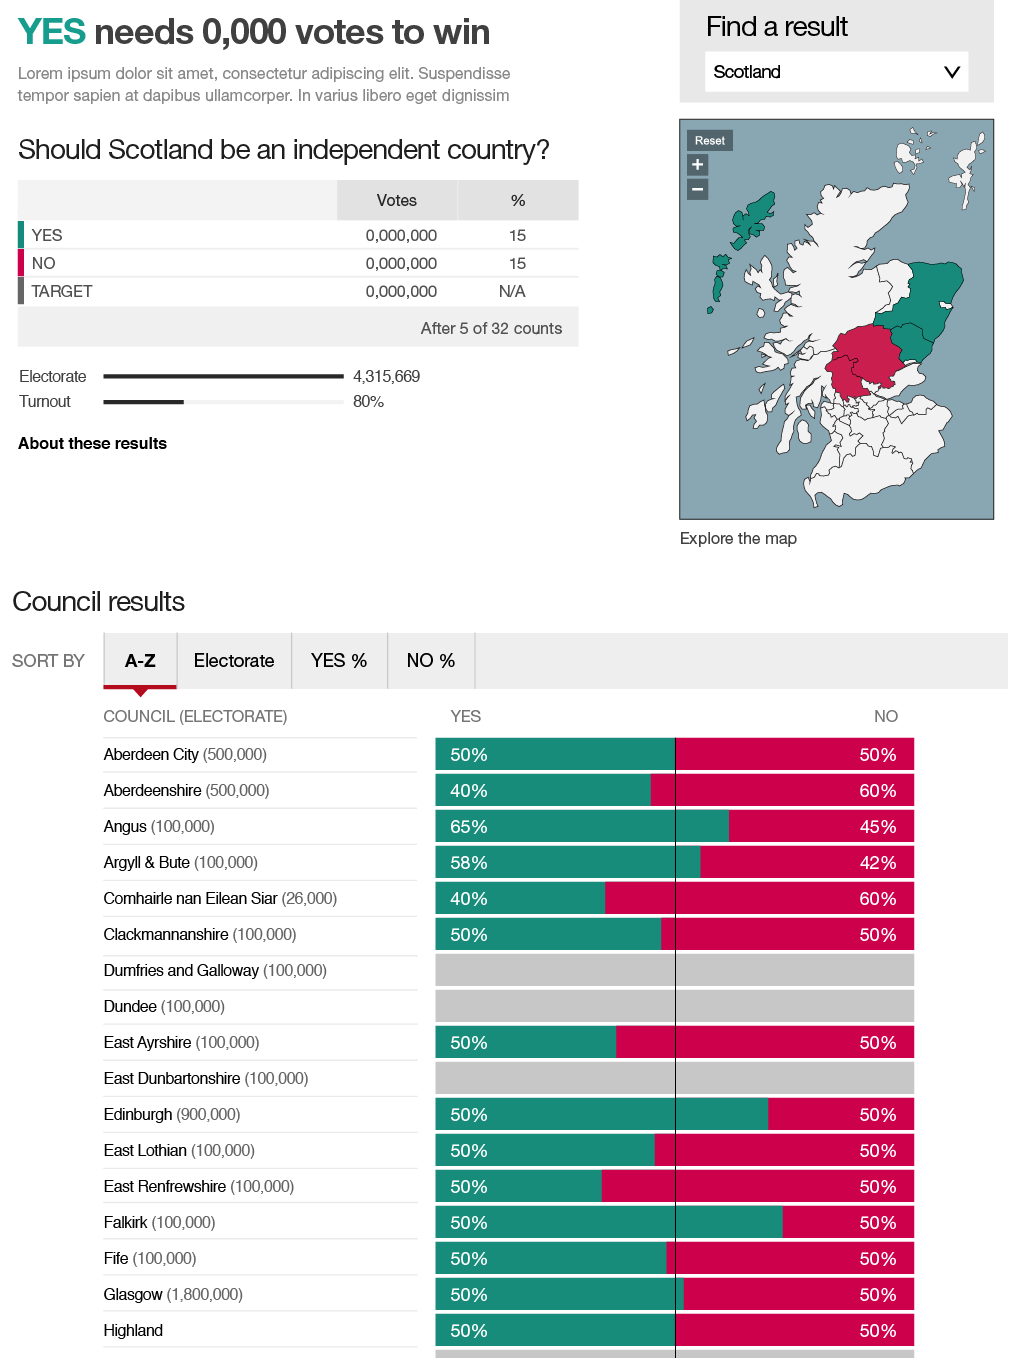 YES needs 0,000 votes to win
Lorem ipsum dolor sit amet, consectetur adipiscing elit. Suspendisse
tempor sapien at dapibus ullamcorper. In varius libero eget dignissim
Find a result
Scotland
Should Scotland be an independent country?
Votes %
YES 0,000,000 15
NO 0,000,000 15
TARGET 0,000,000 N/A
After 5 of 32 counts
Electorate 4,315,669
Turnout 80%
About these results
Reset
+
−
Explore the map
Council results
SORT BY A-Z Electorate YES % NO %
COUNCIL (ELECTORATE) YES NO
Aberdeen City (500,000) 50% 50%
Aberdeenshire (500,000) 40% 60%
Angus (100,000) 65% 45%
Argyll & Bute (100,000) 58% 42%
Comhairle nan Eilean Siar (26,000) 40% 60%
Clackmannanshire (100,000) 50% 50%
Dumfries and Galloway (100,000)
Dundee (100,000)
East Ayrshire (100,000) 50% 50%
East Dunbartonshire (100,000)
Edinburgh (900,000) 50% 50%
East Lothian (100,000) 50% 50%
East Renfrewshire (100,000) 50% 50%
Falkirk (100,000) 50% 50%
Fife (100,000) 50% 50%
Glasgow (1,800,000) 50% 50%
Highland 50% 50%